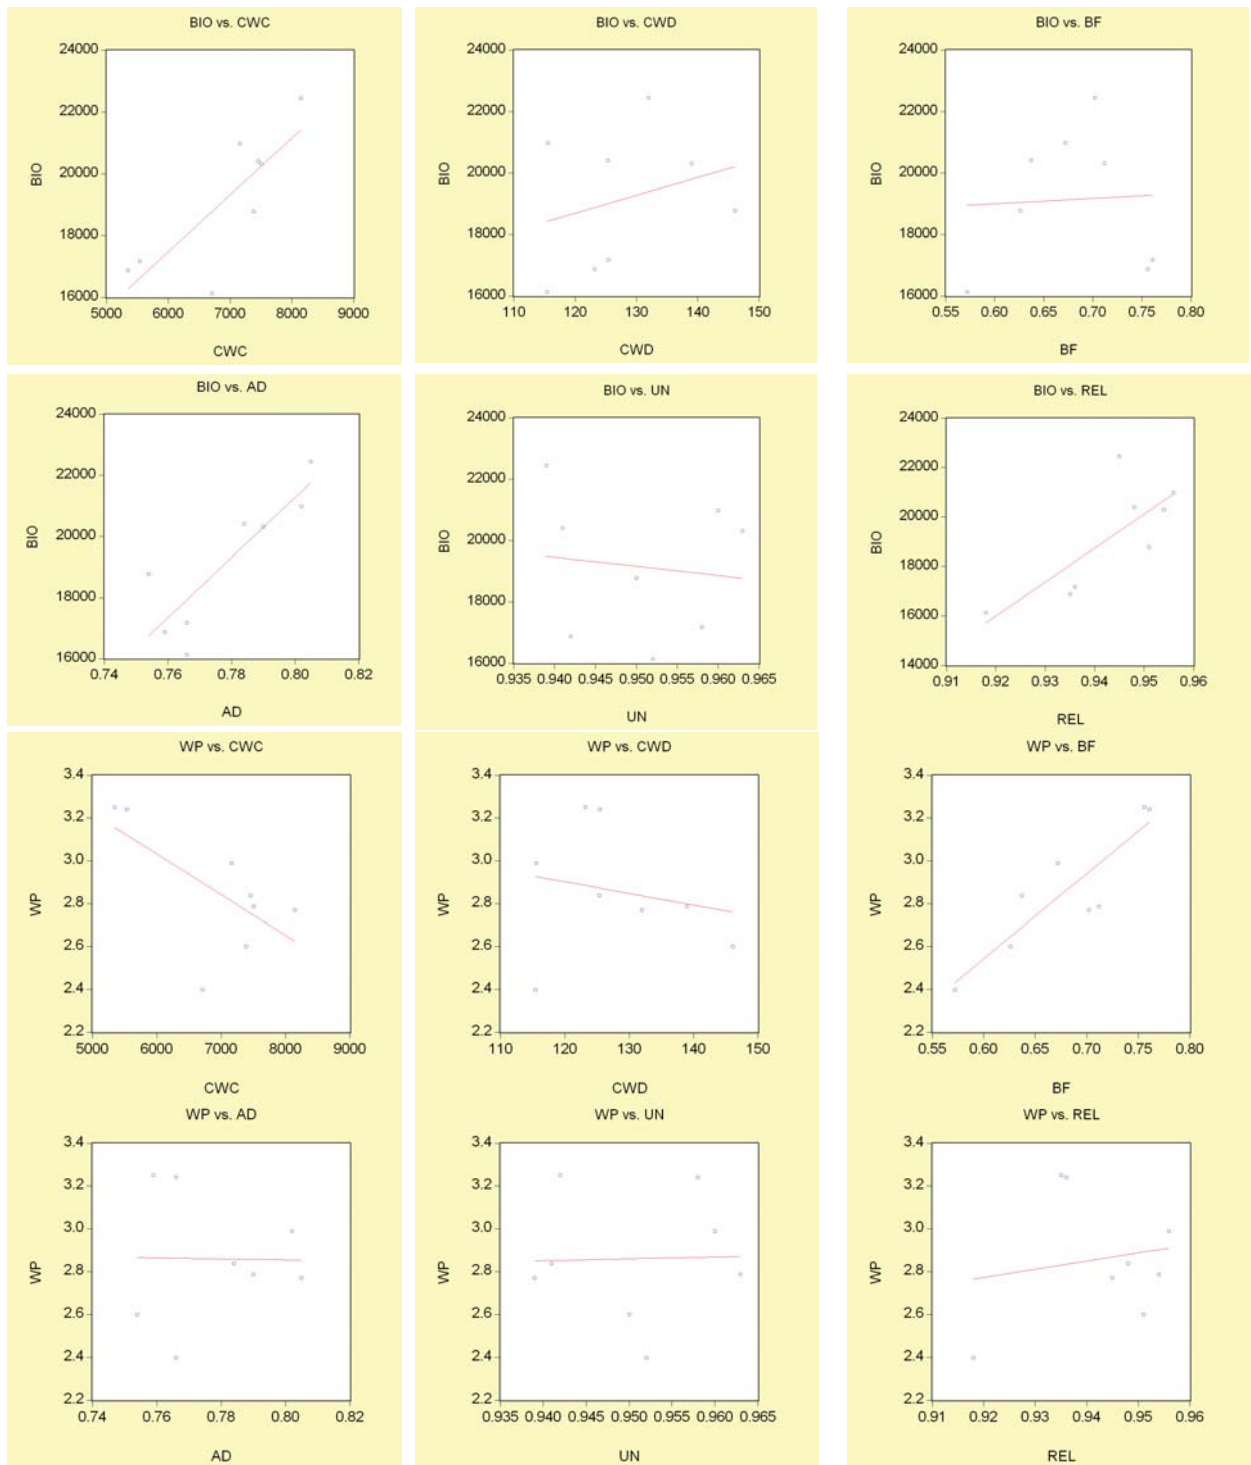 BIO vs. CWC
24000
22000
20000
18000
16000
BIO
5000 6000 7000 8000 9000
CWC
BIO vs. CWD
24000
22000
20000
18000
16000
BIO
110 120 130 140 150
CWD
BIO vs. BF
24000
22000
20000
18000
16000
BIO
0.55 0.60 0.65 0.70 0.75 0.80
BF
BIO vs. AD
24000
22000
20000
18000
16000
BIO
0.74 0.76 0.78 0.80 0.82
AD
BIO vs. UN
24000
22000
20000
18000
16000
BIO
0.935 0.940 0.945 0.950 0.955 0.960 0.965
UN
BIO vs. REL
24000
22000
20000
18000
16000
14000
BIO
0.91 0.92 0.93 0.94 0.95 0.96
REL
WP vs. CWC
3.4
3.2
3.0
2.8
2.6
2.4
2.2
WP
5000 6000 7000 8000 9000
CWC
WP vs. CWD
3.4
3.2
3.0
2.8
2.6
2.4
2.2
WP
110 120 130 140 150
CWD
WP vs. BF
3.4
3.2
3.0
2.8
2.6
2.4
2.2
WP
0.55 0.60 0.65 0.70 0.75 0.80
BF
WP vs. AD
3.4
3.2
3.0
2.8
2.6
2.4
2.2
WP
0.74 0.76 0.78 0.80 0.82
AD
WP vs. UN
3.4
3.2
3.0
2.8
2.6
2.4
2.2
WP
0.935 0.940 0.945 0.950 0.955 0.960 0.965
UN
WP vs. REL
3.4
3.2
3.0
2.8
2.6
2.4
2.2
WP
0.91 0.92 0.93 0.94 0.95 0.96
REL